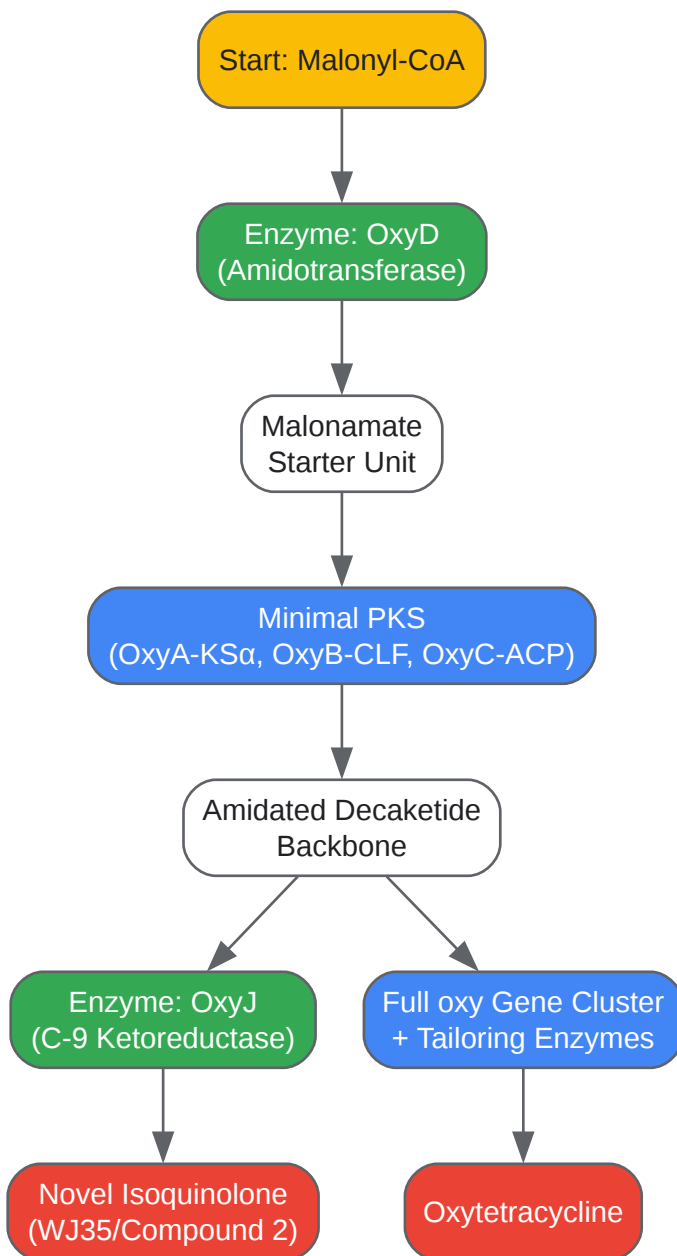 Start: Malonyl-CoA
Enzyme: OxyD
(Amidotransferase)
Malonamate
Starter Unit
Minimal PKS
(OxyA-KSα, OxyB-CLF, OxyC-ACP)
Amidated Decaketide
Backbone
Enzyme: OxyJ
(C-9 Ketoreductase)
Full oxy Gene Cluster
+ Tailoring Enzymes
Novel Isoquinolone
(WJ35/Compound 2)
Oxytetracycline